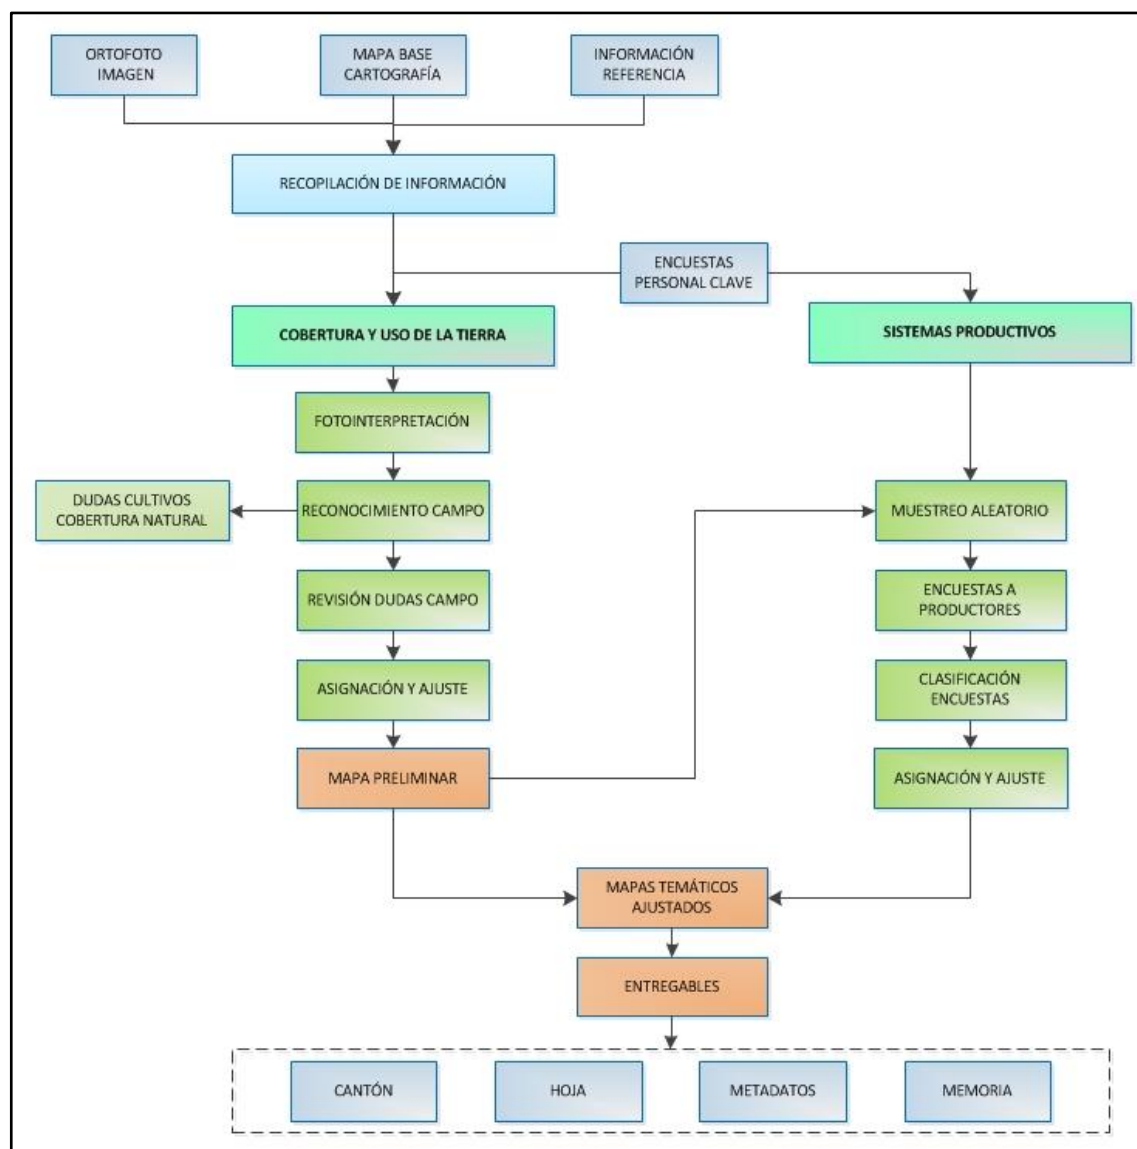 ORTOFOTO
IMAGEN
MAPA BASE
CARTOGRAFÍA
INFORMACIÓN
REFERENCIA
RECOPILACIÓN DE INFORMACIÓN
ENCUESTAS
PERSONAL CLAVE
COBERTURA Y USO DE LA TIERRA
SISTEMAS PRODUCTIVOS
FOTOINTERPRETACIÓN
DUDAS CULTIVOS
COBERTURA NATURAL
RECONOCIMIENTO CAMPO
MUESTREO ALEATORIO
REVISIÓN DUDAS CAMPO
ENCUESTAS A
PRODUCTORES
ASIGNACIÓN Y AJUSTE
CLASIFICACIÓN
ENCUESTAS
MAPA PRELIMINAR
ASIGNACIÓN Y AJUSTE
MAPAS TEMÁTICOS
AJUSTADOS
ENTREGABLES
CANTÓN
HOJA
METADATOS
MEMORIA